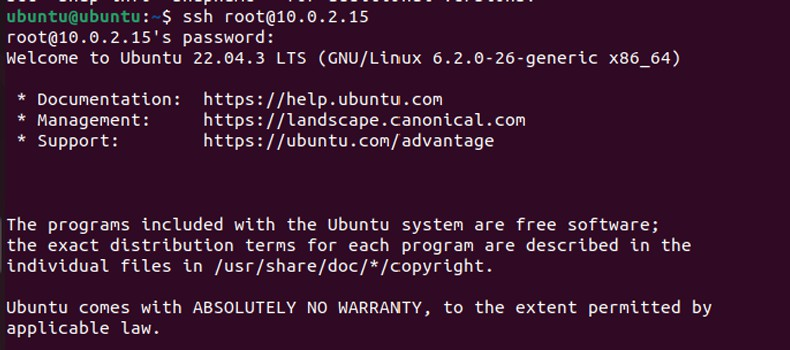 ubuntu@ubuntu:~$ ssh root@10.0.2.15
root@10.0.2.15's password:
Welcome to Ubuntu 22.04.3 LTS (GNU/Linux 6.2.0-26-generic x86_64)
* Documentation:  https://help.ubuntu.com
* Management:     https://landscape.canonical.com
* Support:        https://ubuntu.com/advantage
The programs included with the Ubuntu system are free software;
the exact distribution terms for each program are described in the
individual files in /usr/share/doc/*/copyright.
Ubuntu comes with ABSOLUTELY NO WARRANTY, to the extent permitted by
applicable law.